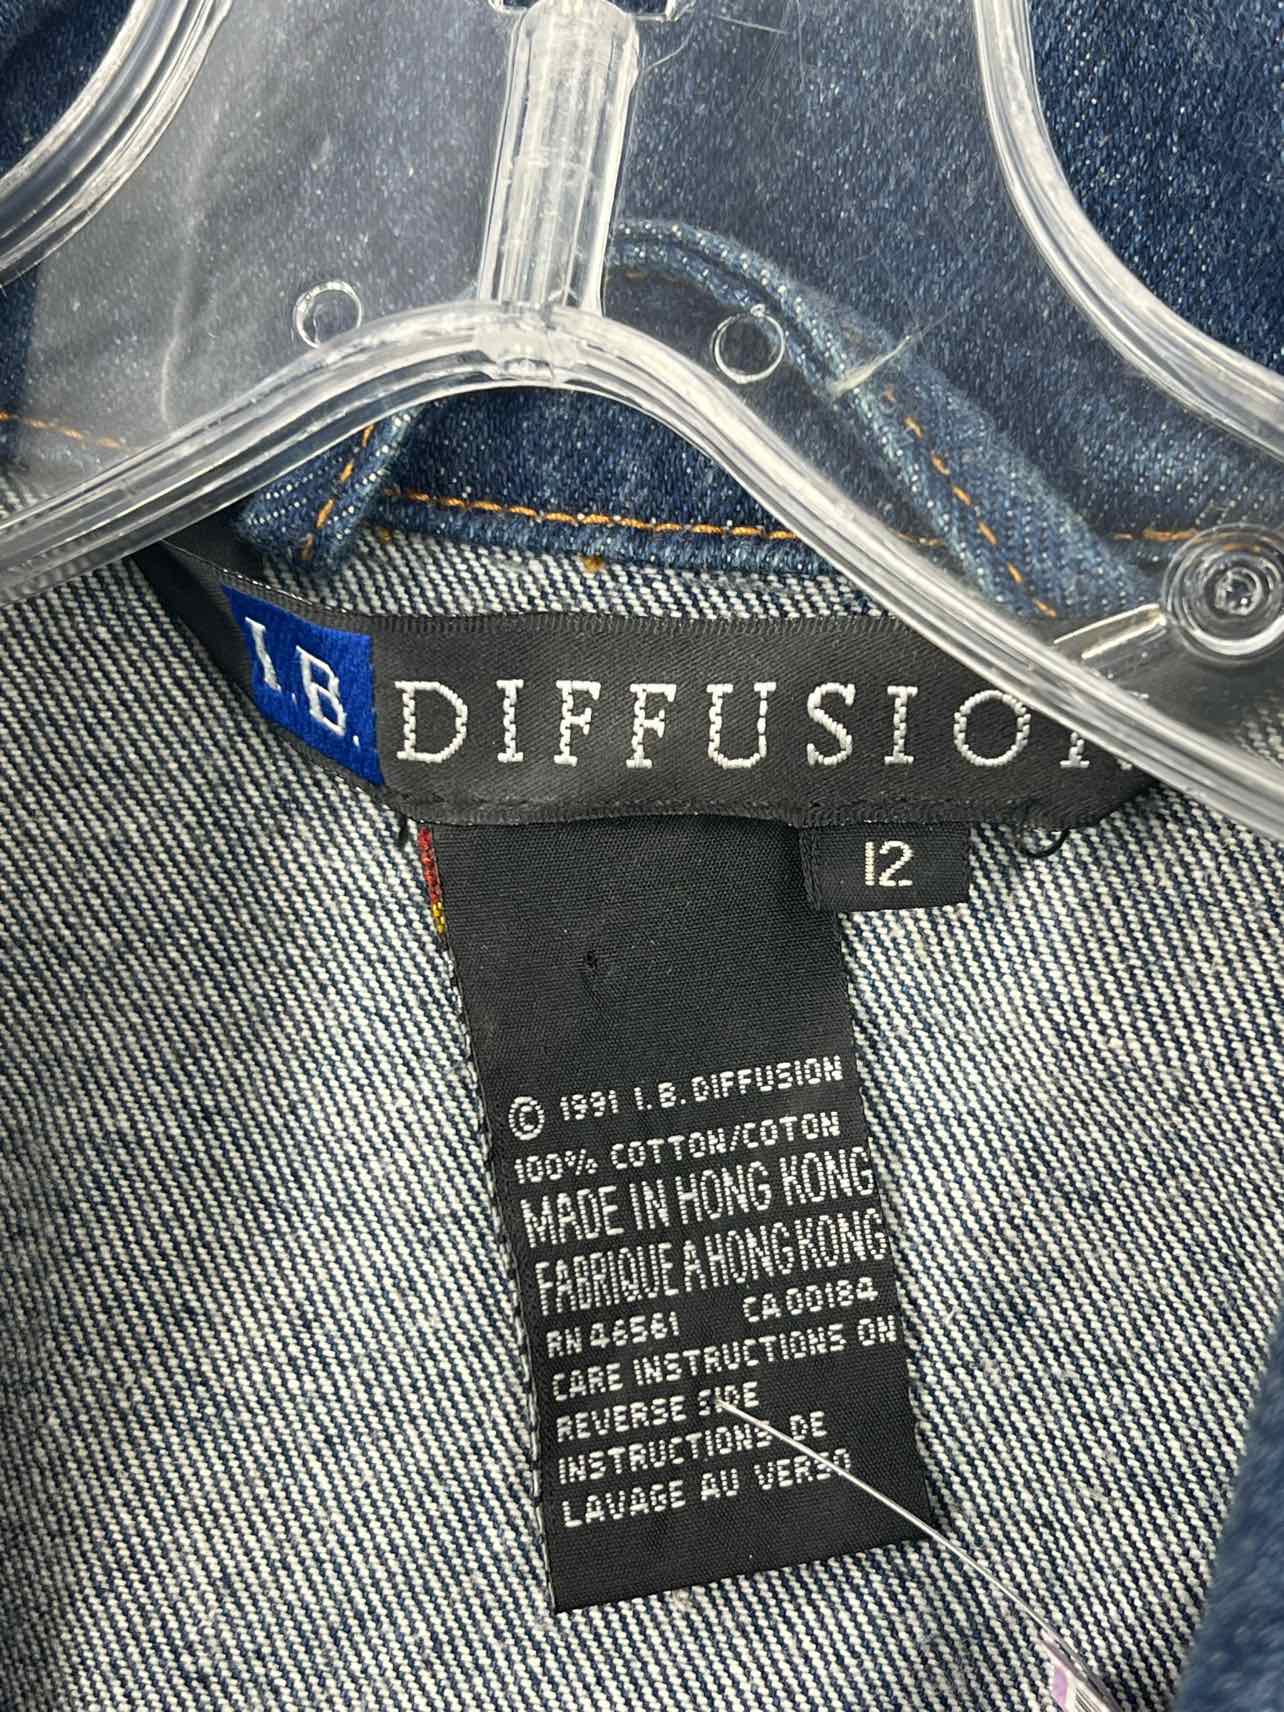 I.B. DIFFUSION
12
© 1991 I.B. DIFFUSION
100% COTTON/COTON
MADE IN HONG KONG
FABRIQUE A HONG KONG
RN 46561 CA 00184
CARE INSTRUCTIONS ON
REVERSE SIDE
INSTRUCTIONS DE
LAVAGE AU VERSO